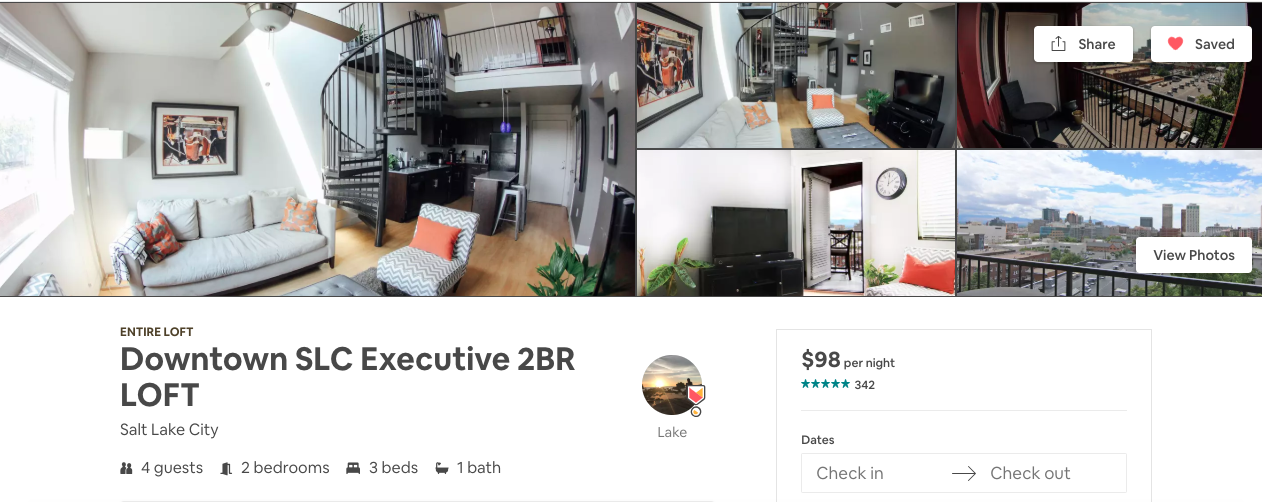 Share
Saved
View Photos
ENTIRE LOFT
Downtown SLC Executive 2BR
LOFT
Salt Lake City
4 guests
2 bedrooms
3 beds
1 bath
Lake
$98 per night
342
Dates
Check in
Check out